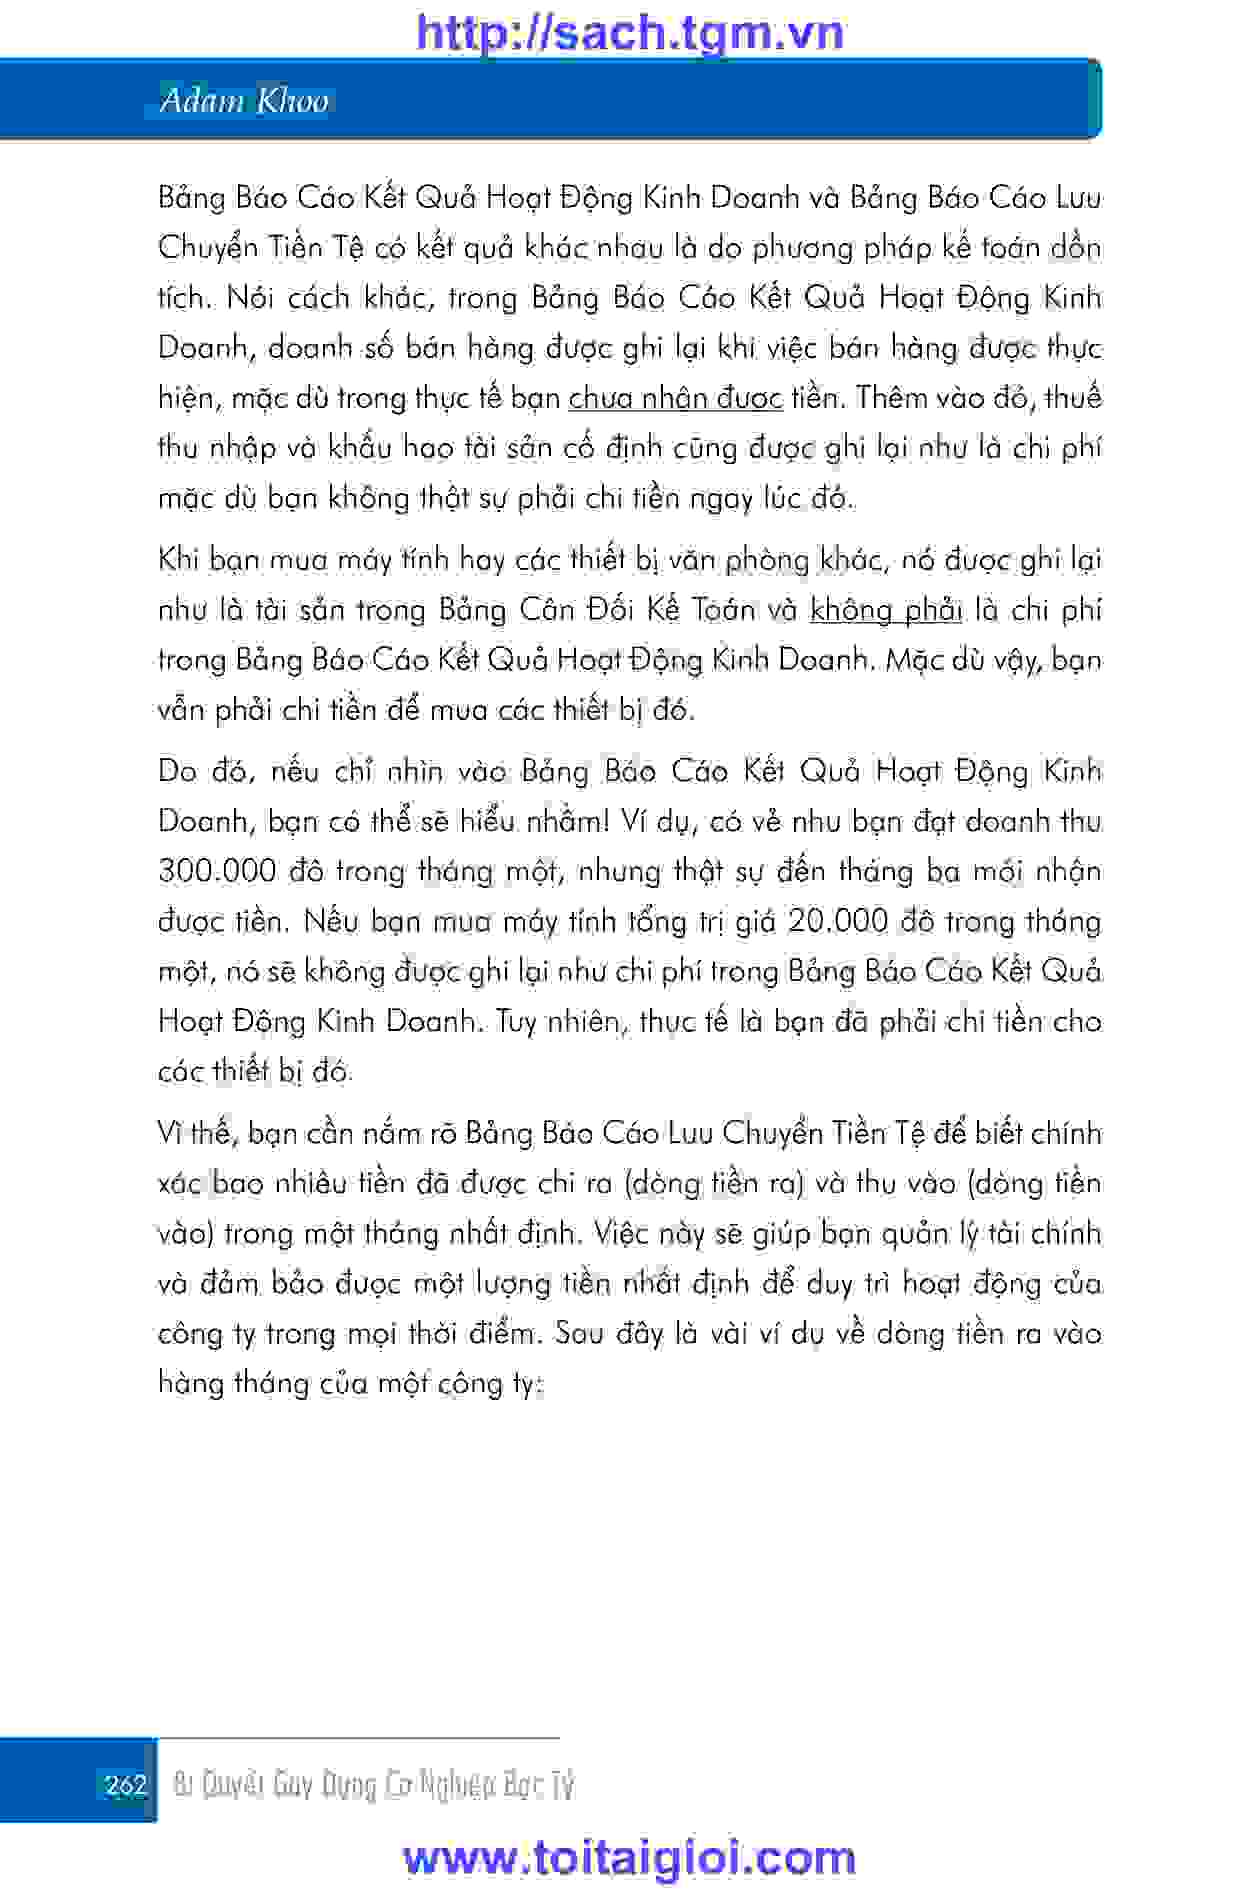 http://sach.tgm.vn
Adam Khoo
Bảng Báo Cáo Kết Quả Hoạt Động Kinh Doanh và Bảng Báo Cáo Lưu
Chuyển Tiền Tệ có kết quả khác nhau là do phương pháp kế toán dồn
tích. Nói cách khác, trong Bảng Báo Cáo Kết Quả Hoạt Động Kinh
Doanh, doanh số bán hàng được ghi lại khi việc bán hàng được thực
hiện, mặc dù trong thực tế bạn chưa nhận được tiền. Thêm vào đó, thuế
thu nhập và khấu hao tài sản cố định cũng được ghi lại như là chi phí
mặc dù bạn không thật sự phải chi tiền ngay lúc đó.
Khi bạn mua máy tính hay các thiết bị văn phòng khác, nó được ghi lại
như là tài sản trong Bảng Cân Đối Kế Toán và không phải là chi phí
trong Bảng Báo Cáo Kết Quả Hoạt Động Kinh Doanh. Mặc dù vậy, bạn
vẫn phải chi tiền để mua các thiết bị đó.
Do đó, nếu chỉ nhìn vào Bảng Báo Cáo Kết Quả Hoạt Động Kinh
Doanh, bạn có thể sẽ hiểu nhầm! Ví dụ, có vẻ như bạn đạt doanh thu
300.000 đô trong tháng một, nhưng thật sự đến tháng ba mới nhận
được tiền. Nếu bạn mua máy tính tổng trị giá 20.000 đô trong tháng
một, nó sẽ không được ghi lại như chi phí trong Bảng Báo Cáo Kết Quả
Hoạt Động Kinh Doanh. Tuy nhiên, thực tế là bạn đã phải chi tiền cho
các thiết bị đó.
Vì thế, bạn cần nắm rõ Bảng Báo Cáo Lưu Chuyển Tiền Tệ để biết chính
xác bao nhiêu tiền đã được chi ra (dòng tiền ra) và thu vào (dòng tiền
vào) trong một tháng nhất định. Việc này sẽ giúp bạn quản lý tài chính
và đảm bảo được một lượng tiền nhất định để duy trì hoạt động của
công ty trong mọi thời điểm. Sau đây là vài ví dụ về dòng tiền ra vào
hàng tháng của một công ty:
262 Bí Quyết Gây Dựng Cơ Nghiệp Bạc Tỷ
www.toitaigioi.com